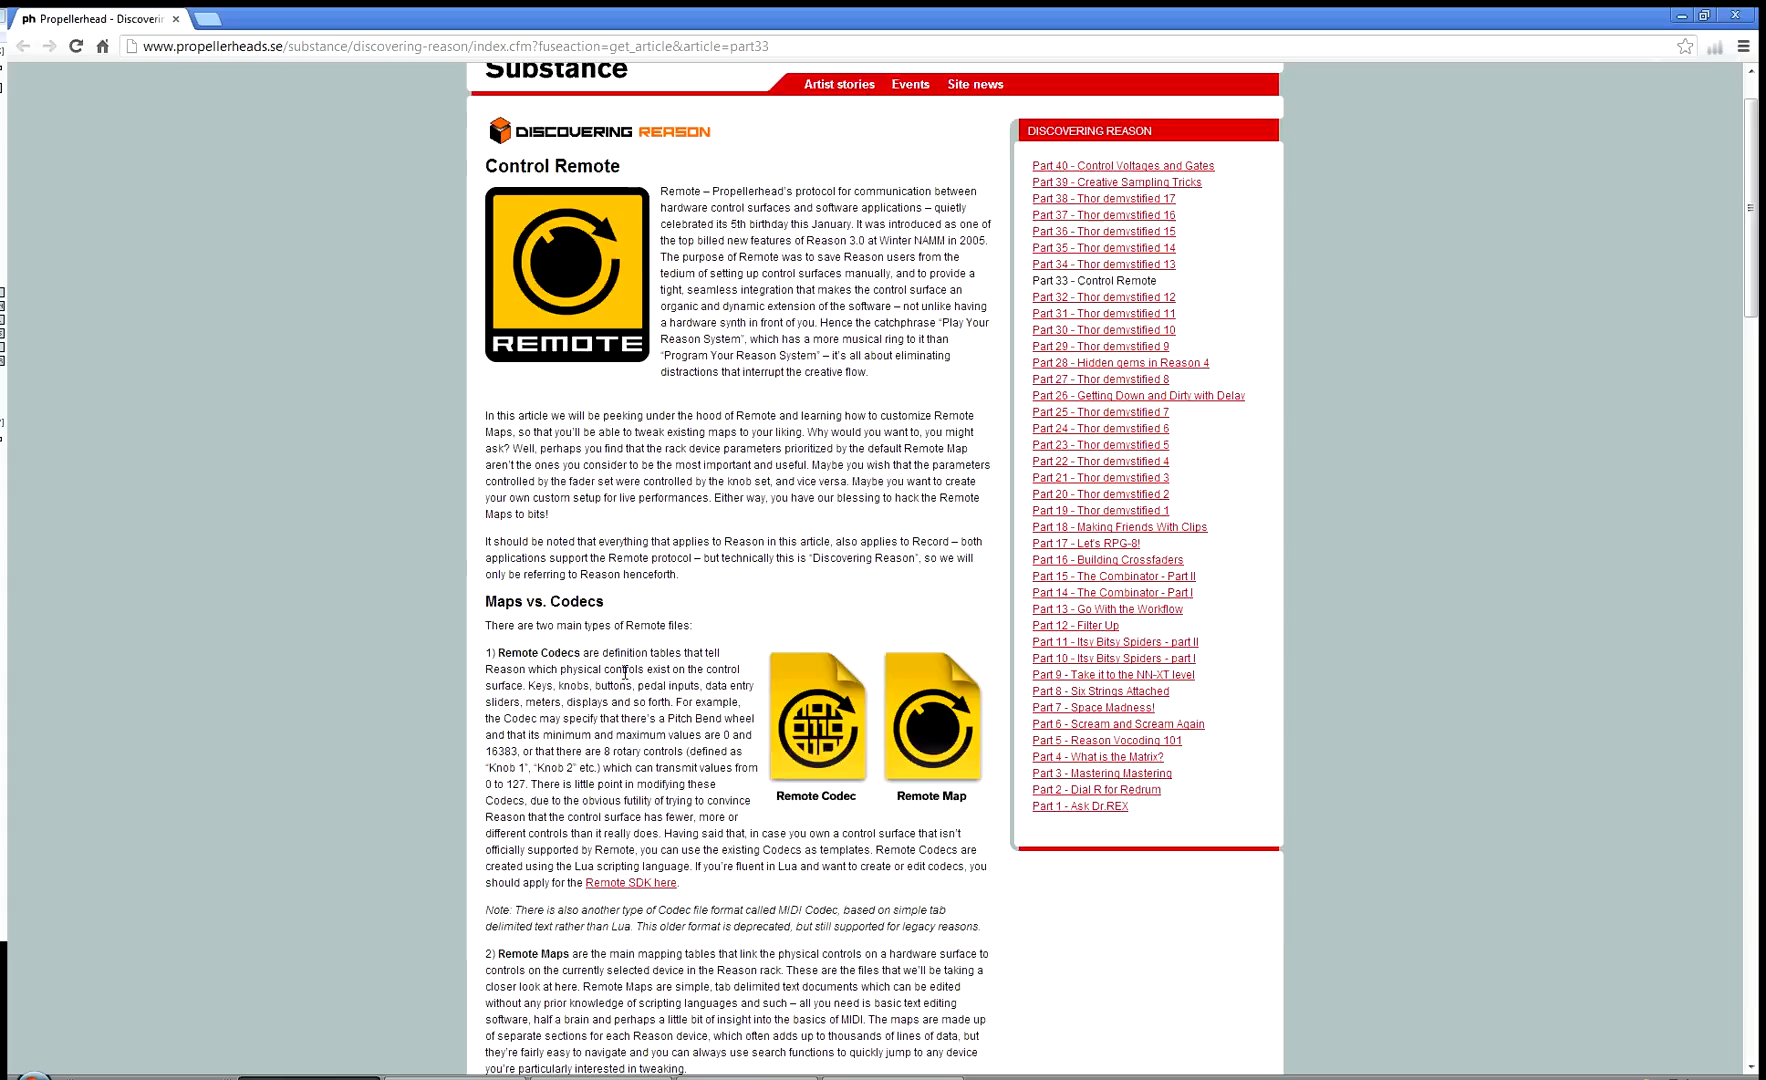 ph Propellerhead - Discoverin
www.propellerheads.se/substance/discovering-reason/index.cfm?fuseaction=get_article&article=part33
Substance
Artist stories Events Site news
DISCOVERING REASON
Control Remote
REMOTE
Remote – Propellerhead's protocol for communication between
hardware control surfaces and software applications – quietly
celebrated its 5th birthday this January. It was introduced as one of
the top billed new features of Reason 3.0 at Winter NAMM in 2005.
The purpose of Remote was to save Reason users from the
tedium of setting up control surfaces manually, and to provide a
tight, seamless integration that makes the control surface an
organic and dynamic extension of the software – not unlike having
a hardware synth in front of you. Hence the catchphrase “Play Your
Reason System”, which has a more musical ring to it than
“Program Your Reason System” – it's all about eliminating
distractions that interrupt the creative flow.
In this article we will be peeking under the hood of Remote and learning how to customize Remote
Maps, so that you'll be able to tweak existing maps to your liking. Why would you want to, you might
ask? Well, perhaps you find that the rack device parameters prioritized by the default Remote Map
aren't the ones you consider to be the most important and useful. Maybe you wish that the parameters
controlled by the fader set were controlled by the knob set, and vice versa. Maybe you want to create
your own custom setup for live performances. Either way, you have our blessing to hack the Remote
Maps to bits!
It should be noted that everything that applies to Reason in this article, also applies to Record – both
applications support the Remote protocol – but technically this is “Discovering Reason”, so we will
only be referring to Reason henceforth.
Maps vs. Codecs
There are two main types of Remote files:
1) Remote Codecs are definition tables that tell
Reason which physical controls exist on the control
surface. Keys, knobs, buttons, pedal inputs, data entry
sliders, meters, displays and so forth. For example,
the Codec may specify that there's a Pitch Bend wheel
and that its minimum and maximum values are 0 and
16383, or that there are 8 rotary controls (defined as
“Knob 1”, “Knob 2” etc.) which can transmit values from
0 to 127. There is little point in modifying these
Codecs, due to the obvious futility of trying to convince
Reason that the control surface has fewer, more or
different controls than it really does. Having said that, in case you own a control surface that isn't
officially supported by Remote, you can use the existing Codecs as templates. Remote Codecs are
created using the Lua scripting language. If you're fluent in Lua and want to create or edit codecs, you
should apply for the Remote SDK here.
Remote Codec
Remote Map
Note: There is also another type of Codec file format called MIDI Codec, based on simple tab
delimited text rather than Lua. This older format is deprecated, but still supported for legacy reasons.
2) Remote Maps are the main mapping tables that link the physical controls on a hardware surface to
controls on the currently selected device in the Reason rack. These are the files that we'll be taking a
closer look at here. Remote Maps are simple, tab delimited text documents which can be edited
without any prior knowledge of scripting languages and such – all you need is basic text editing
software, half a brain and perhaps a little bit of insight into the basics of MIDI. The maps are made up
of separate sections for each Reason device, which often adds up to thousands of lines of data, but
they're fairly easy to navigate and you can always use search functions to quickly jump to any device
you're particularly interested in tweaking.
DISCOVERING REASON
Part 40 - Control Voltages and Gates
Part 39 - Creative Sampling Tricks
Part 38 - Thor demystified 17
Part 37 - Thor demystified 16
Part 36 - Thor demystified 15
Part 35 - Thor demystified 14
Part 34 - Thor demystified 13
Part 33 - Control Remote
Part 32 - Thor demystified 12
Part 31 - Thor demystified 11
Part 30 - Thor demystified 10
Part 29 - Thor demystified 9
Part 28 - Hidden gems in Reason 4
Part 27 - Thor demystified 8
Part 26 - Getting Down and Dirty with Delay
Part 25 - Thor demystified 7
Part 24 - Thor demystified 6
Part 23 - Thor demystified 5
Part 22 - Thor demystified 4
Part 21 - Thor demystified 3
Part 20 - Thor demystified 2
Part 19 - Thor demystified 1
Part 18 - Making Friends With Clips
Part 17 - Let's RPG-8!
Part 16 - Building Crossfaders
Part 15 - The Combinator - Part II
Part 14 - The Combinator - Part I
Part 13 - Go With the Workflow
Part 12 - Filter Up
Part 11 - Itsy Bitsy Spiders - part II
Part 10 - Itsy Bitsy Spiders - part I
Part 9 - Take it to the NN-XT level
Part 8 - Six Strings Attached
Part 7 - Space Madness!
Part 6 - Scream and Scream Again
Part 5 - Reason Vocoding 101
Part 4 - What is the Matrix?
Part 3 - Mastering Mastering
Part 2 - Dial R for Redrum
Part 1 - Ask Dr.REX